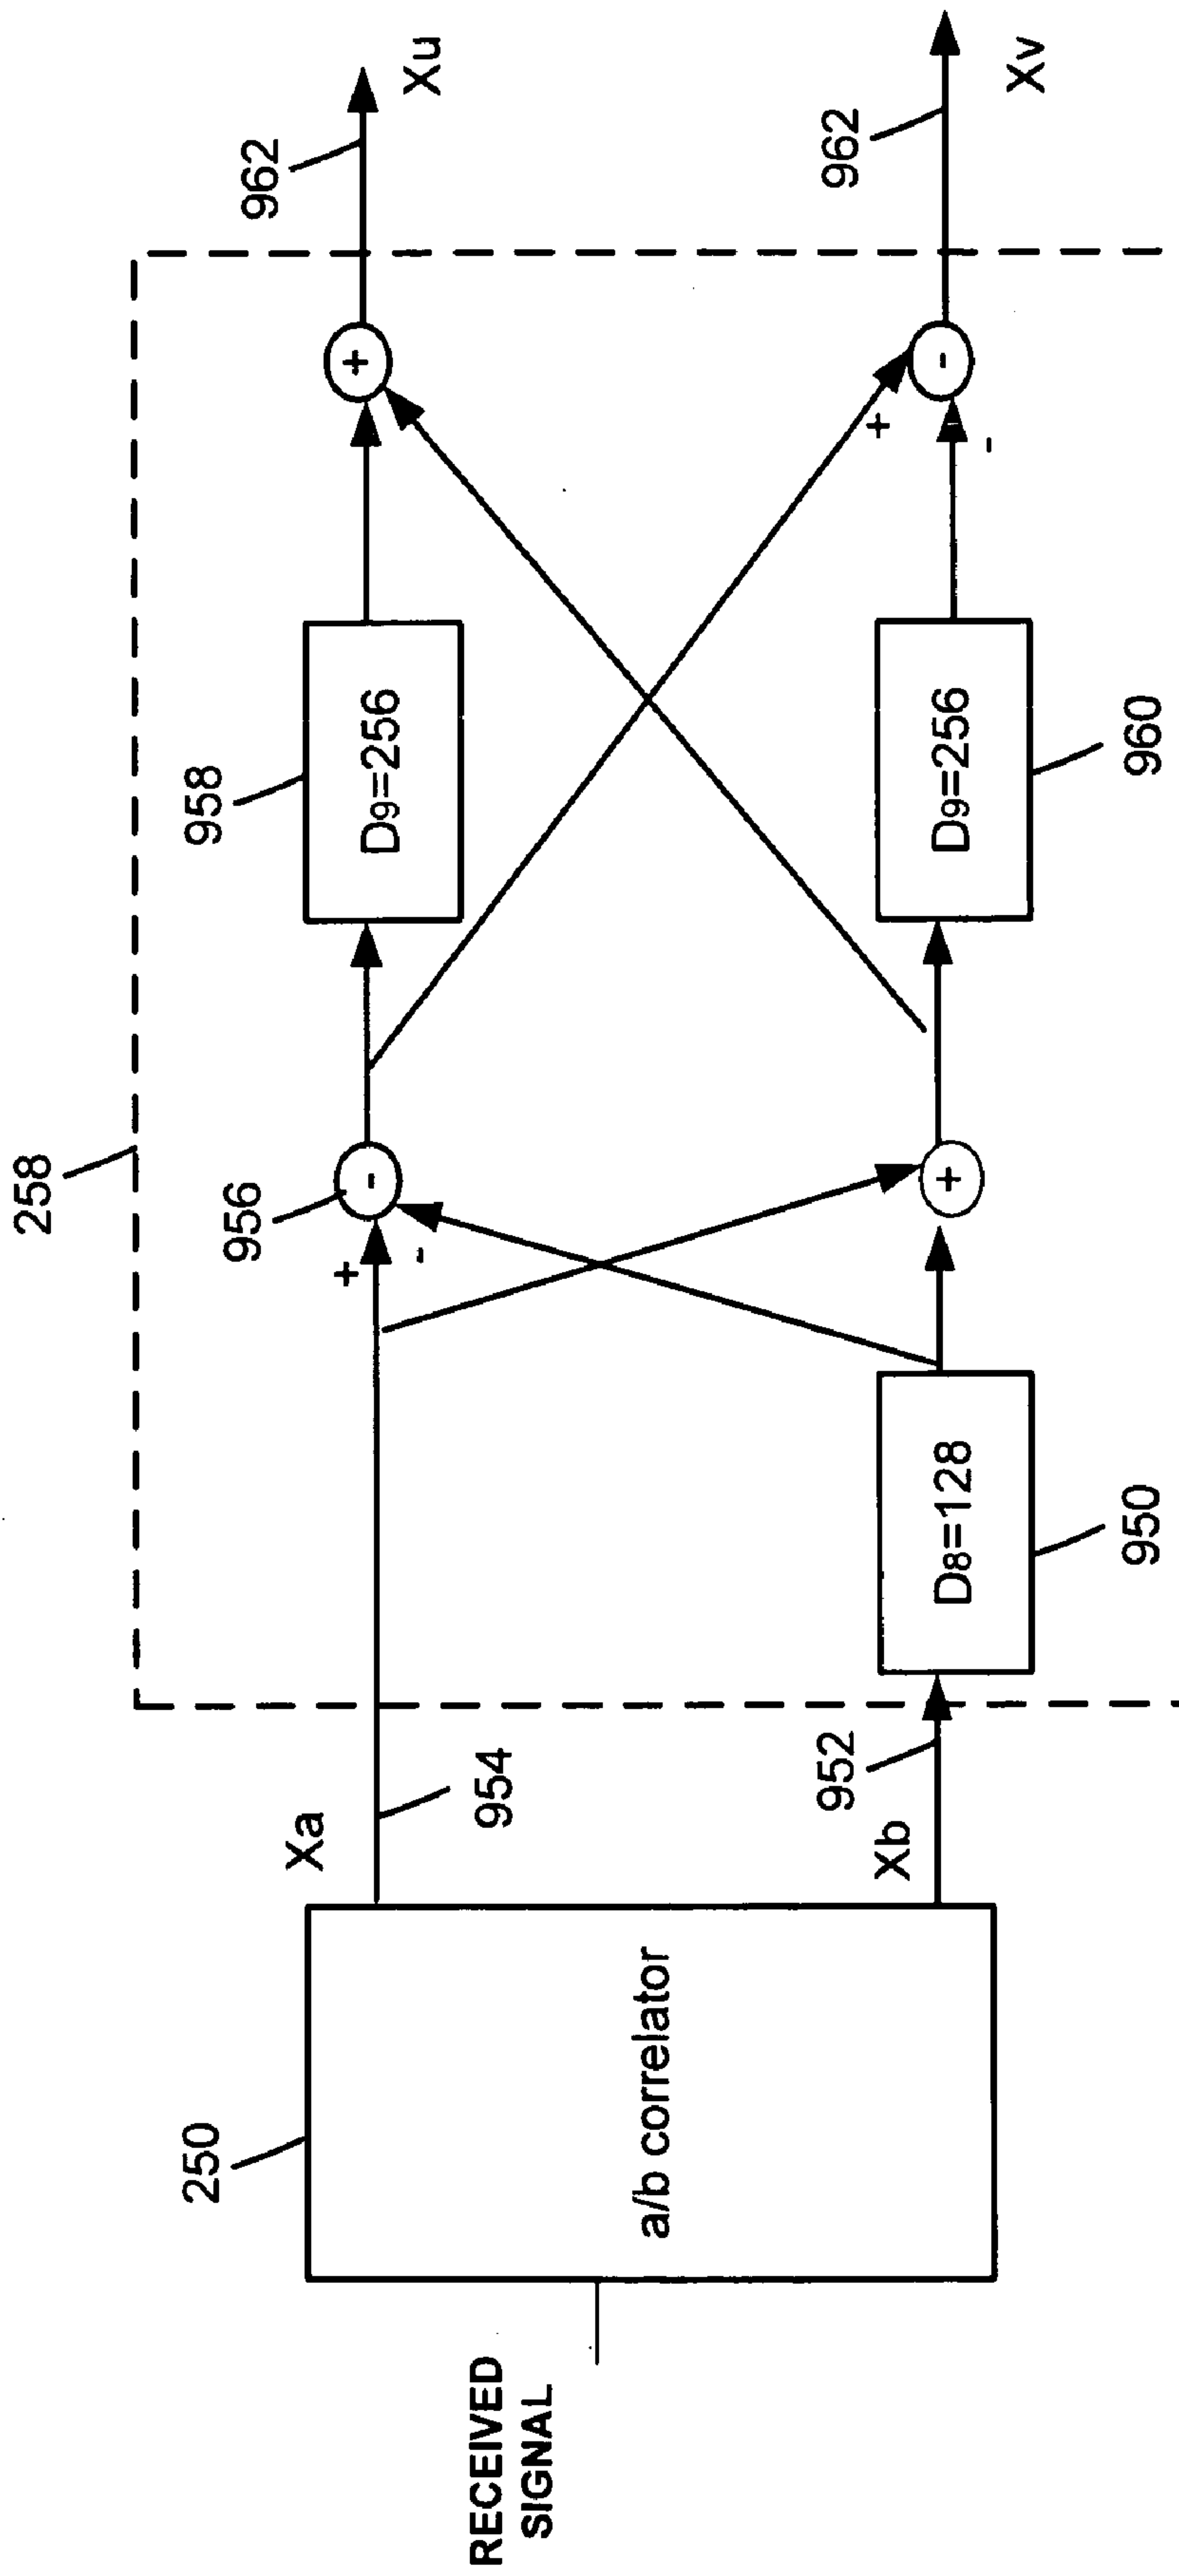 258
RECEIVED
SIGNAL
250
a/b correlator
Xa
954
Xb
952
D8=128
950
+
-
956
-
+
D9=256
958
D9=256
960
+
-
+
-
962
Xu
962
Xv